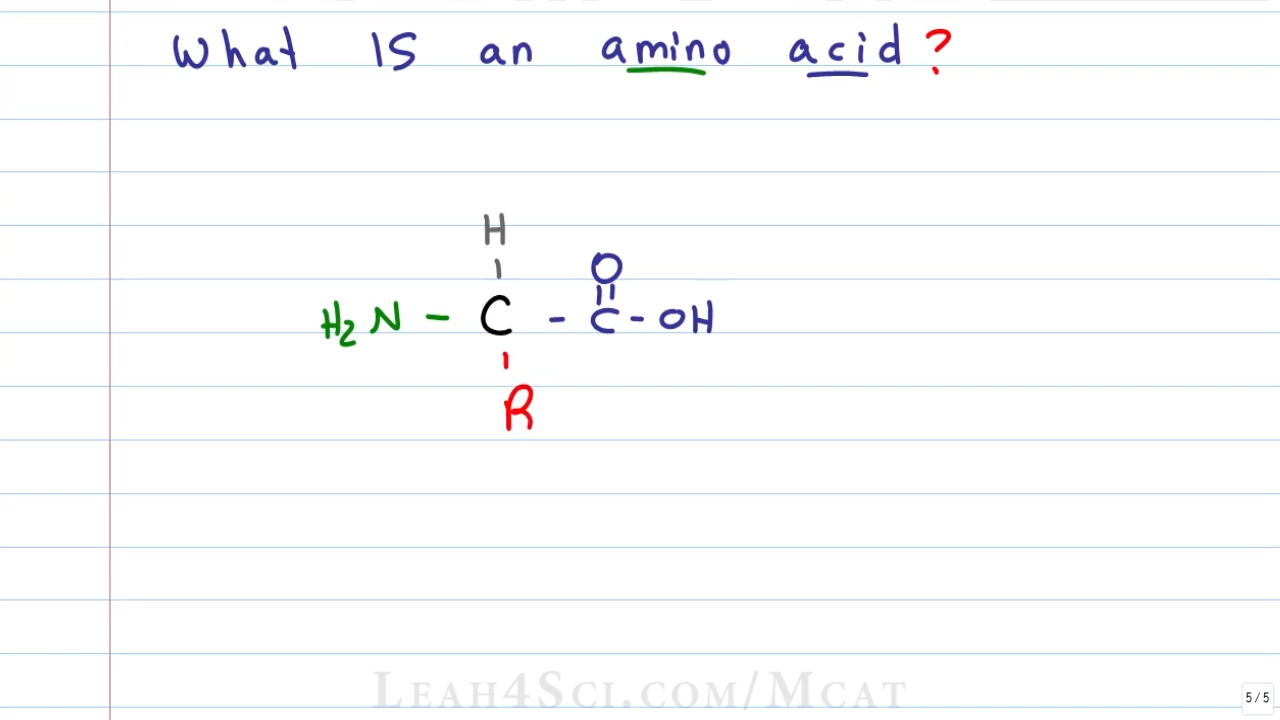 What IS an amino acid?
H
O
H2N - C - C - OH
R
LEAH4SCI.COM/MCAT
5 / 5